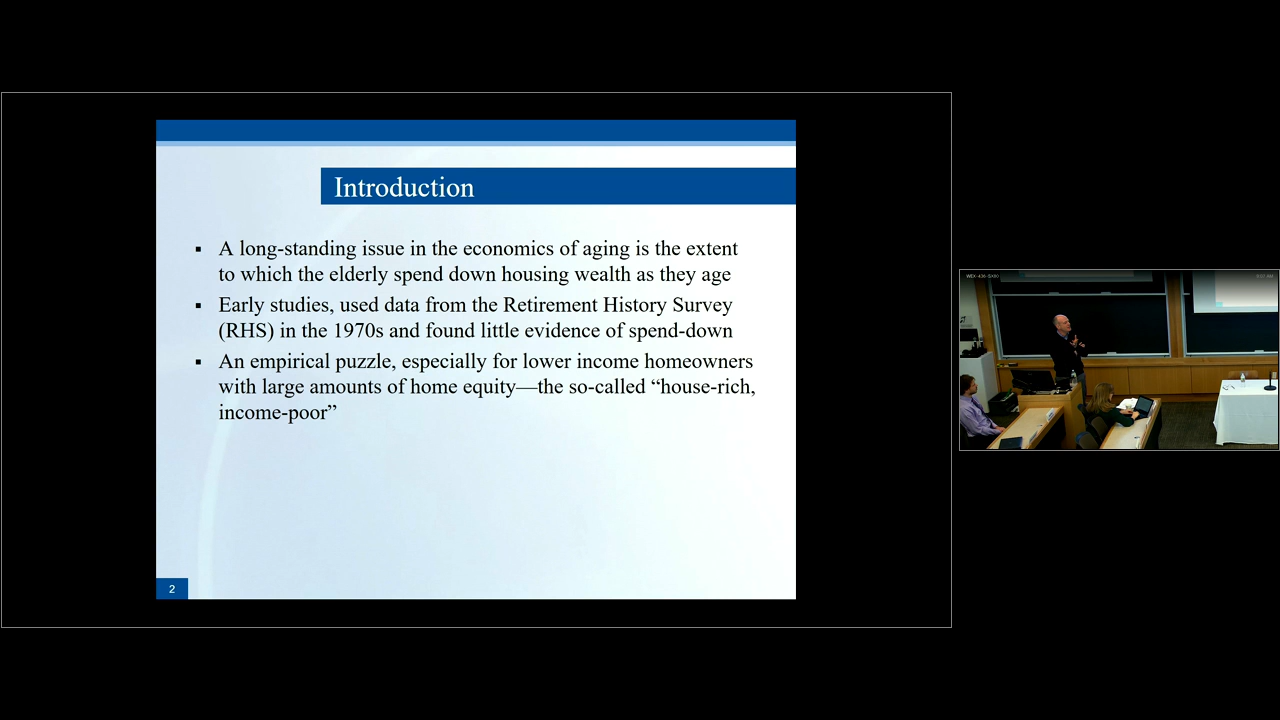 Introduction
▪ A long-standing issue in the economics of aging is the extent
to which the elderly spend down housing wealth as they age
▪ Early studies, used data from the Retirement History Survey
(RHS) in the 1970s and found little evidence of spend-down
▪ An empirical puzzle, especially for lower income homeowners
with large amounts of home equity—the so-called “house-rich,
income-poor”
2